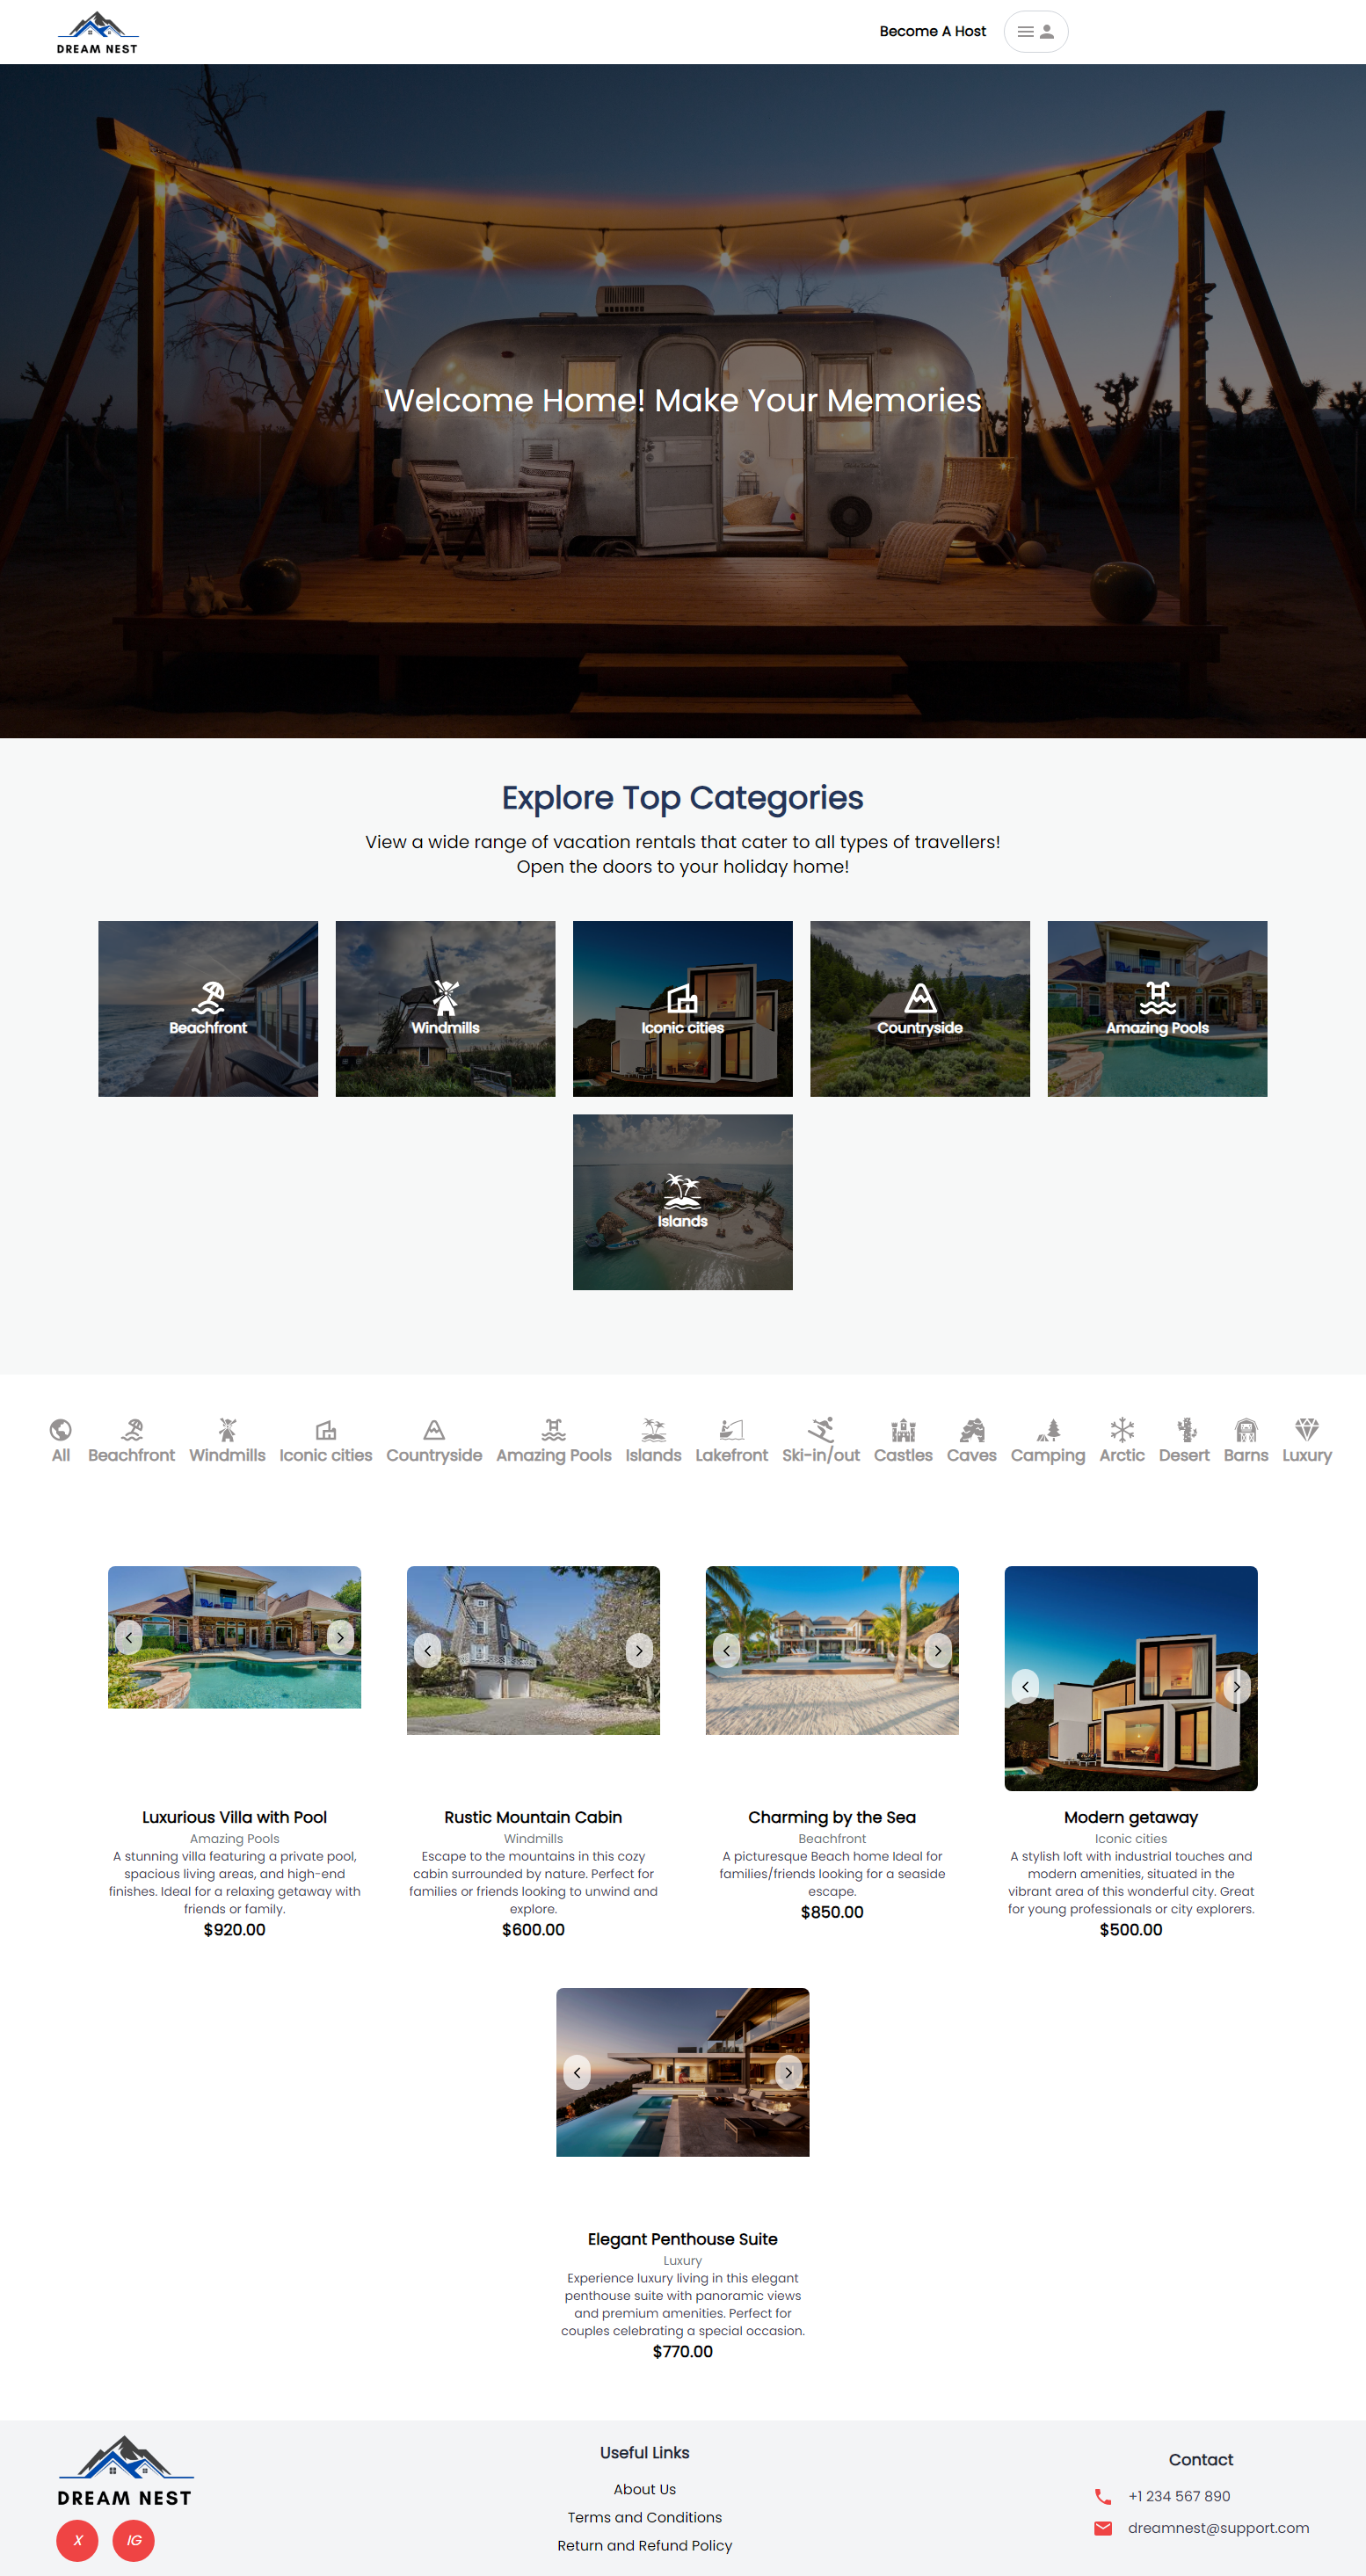 DREAM NEST
Become A Host
Welcome Home! Make Your Memories
Explore Top Categories
View a wide range of vacation rentals that cater to all types of travellers!
Open the doors to your holiday home!
Beachfront
Windmills
Iconic cities
Countryside
Amazing Pools
Islands
All
Beachfront
Windmills
Iconic cities
Countryside
Amazing Pools
Islands
Lakefront
Ski-in/out
Castles
Caves
Camping
Arctic
Desert
Barns
Luxury
Luxurious Villa with Pool
Amazing Pools
A stunning villa featuring a private pool,
spacious living areas, and high-end
finishes. Ideal for a relaxing getaway with
friends or family.
$920.00
Rustic Mountain Cabin
Windmills
Escape to the mountains in this cozy
cabin surrounded by nature. Perfect for
families or friends looking to unwind and
explore.
$600.00
Charming by the Sea
Beachfront
A picturesque Beach home Ideal for
families/friends looking for a seaside
escape.
$850.00
Modern getaway
Iconic cities
A stylish loft with industrial touches and
modern amenities, situated in the
vibrant area of this wonderful city. Great
for young professionals or city explorers.
$500.00
Elegant Penthouse Suite
Luxury
Experience luxury living in this elegant
penthouse suite with panoramic views
and premium amenities. Perfect for
couples celebrating a special occasion.
$770.00
DREAM NEST
X
IG
Useful Links
About Us
Terms and Conditions
Return and Refund Policy
Contact
+1 234 567 890
dreamnest@support.com